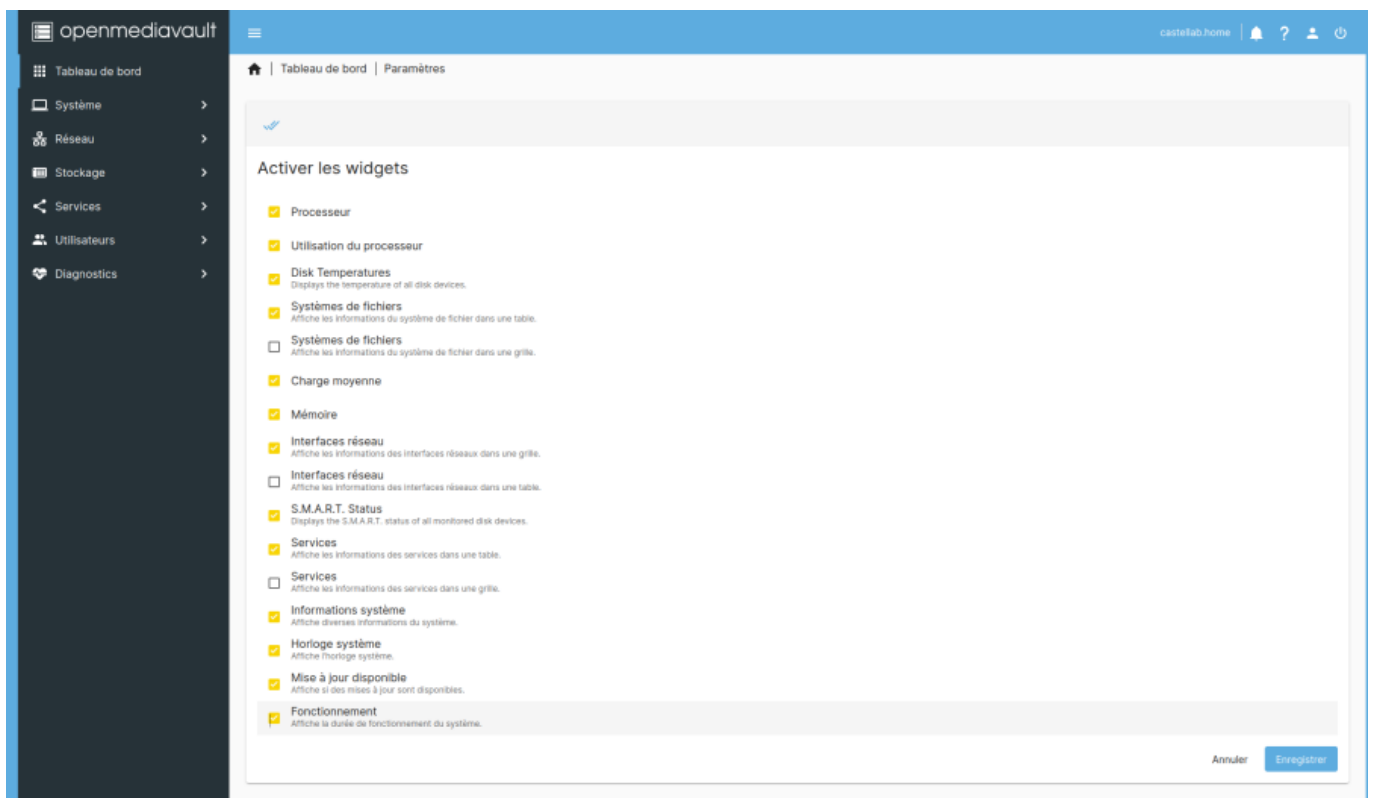 openmediavault
castellab.home
Tableau de bord
Système
Réseau
Stockage
Services
Utilisateurs
Diagnostics
Tableau de bord | Paramètres
Activer les widgets
Processeur
Utilisation du processeur
Disk Temperatures
Displays the temperature of all disk devices.
Systèmes de fichiers
Affiche les informations du système de fichier dans une table.
Systèmes de fichiers
Affiche les informations du système de fichier dans une grille.
Charge moyenne
Mémoire
Interfaces réseau
Affiche les informations des interfaces réseaux dans une grille.
Interfaces réseau
Affiche les informations des interfaces réseaux dans une table.
S.M.A.R.T. Status
Displays the S.M.A.R.T. status of all monitored disk devices.
Services
Affiche les informations des services dans une table.
Services
Affiche les informations des services dans une grille.
Informations système
Affiche diverses informations du système.
Horloge système
Affiche l'horloge système.
Mise à jour disponible
Affiche si des mises à jour sont disponibles.
Fonctionnement
Affiche la durée de fonctionnement du système.
Annuler
Enregistrer